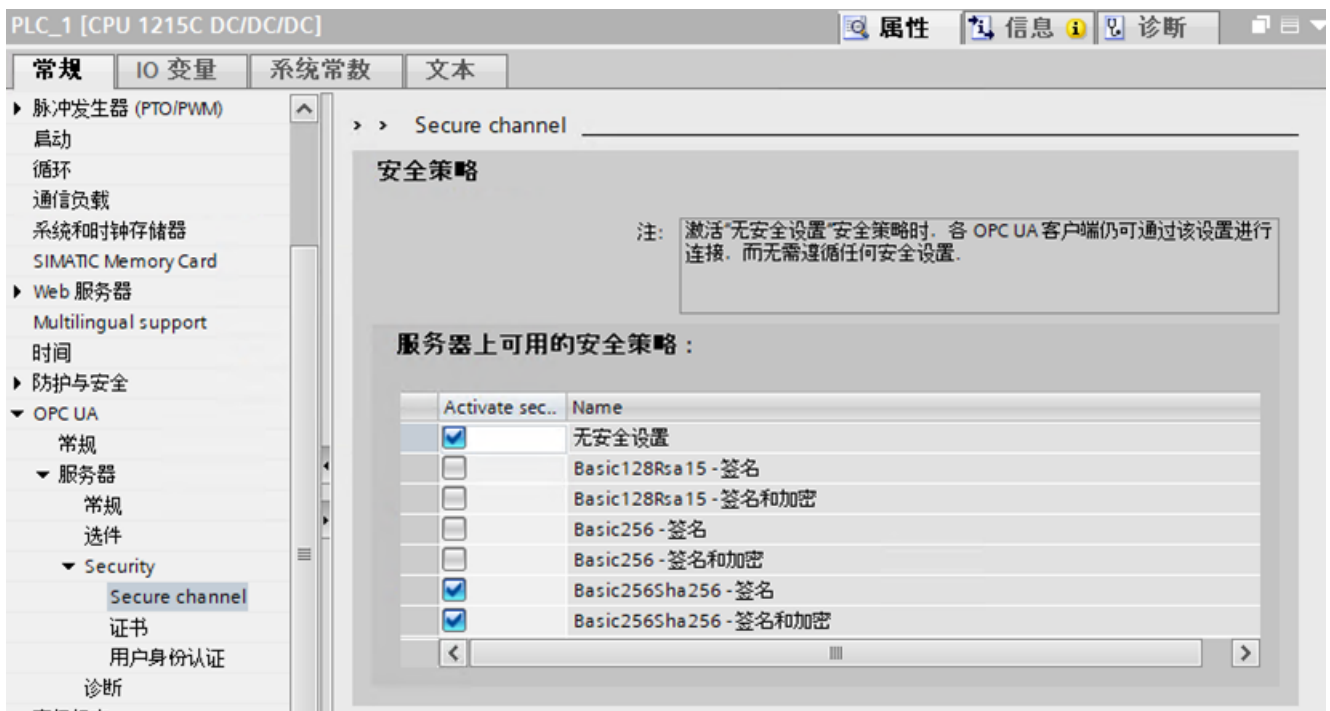 PLC_1 [CPU 1215C DC/DC/DC]
属性
信息
诊断
常规
IO 变量
系统常数
文本
脉冲发生器 (PTO/PWM)
启动
循环
通信负载
系统和时钟存储器
SIMATIC Memory Card
Web 服务器
Multilingual support
时间
防护与安全
OPC UA
常规
服务器
常规
选件
Security
Secure channel
证书
用户身份认证
诊断
> > Secure channel
安全策略
注:
激活“无安全设置”安全策略时，各 OPC UA 客户端仍可通过该设置进行
连接，而无需遵循任何安全设置.
服务器上可用的安全策略：
Activate sec.. Name
无安全设置
Basic128Rsa15 -签名
Basic128Rsa15 -签名和加密
Basic256 -签名
Basic256 -签名和加密
Basic256Sha256 -签名
Basic256Sha256 -签名和加密